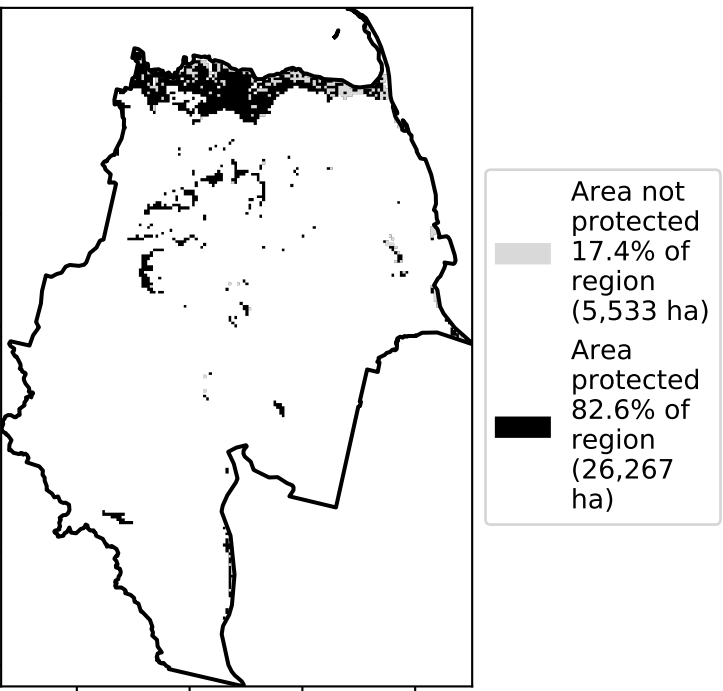 Area not
protected
17.4% of
region
(5,533 ha)
Area
protected
82.6% of
region
(26,267
ha)